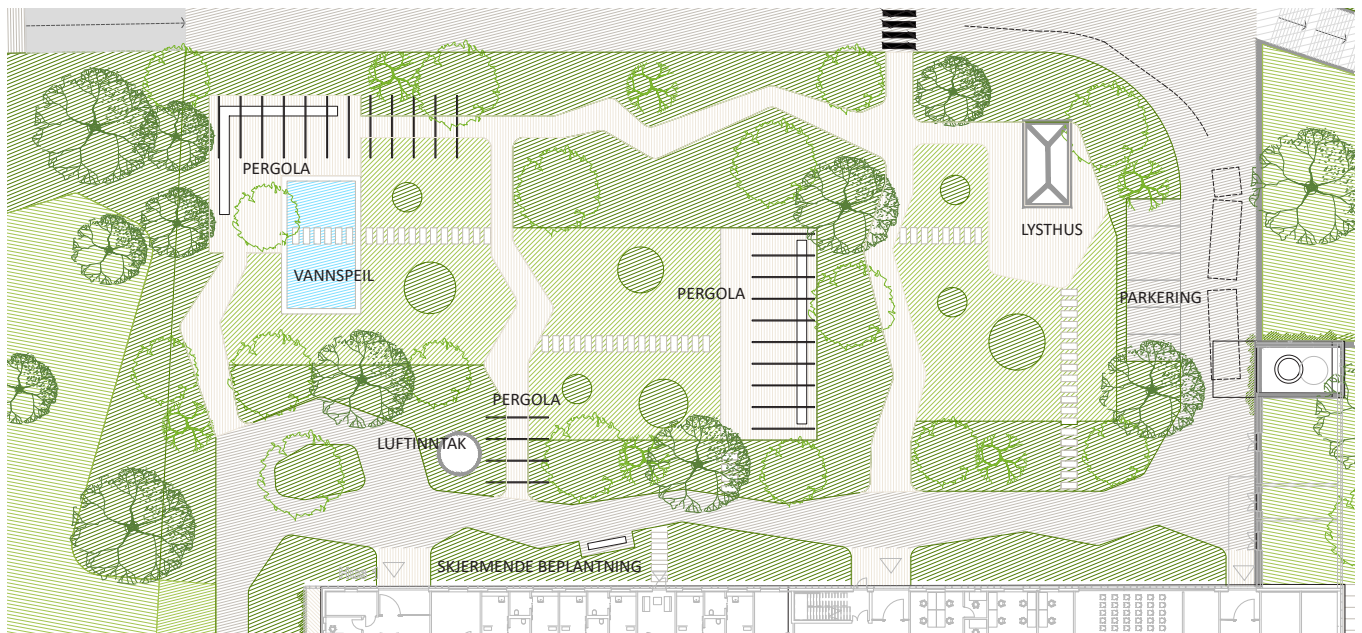 PERGOLA
LYSTHUS
VANNSPEIL
PERGOLA
PARKERING
PERGOLA
LUFTINNTAK
SKJERMENDE BEPLANTNING